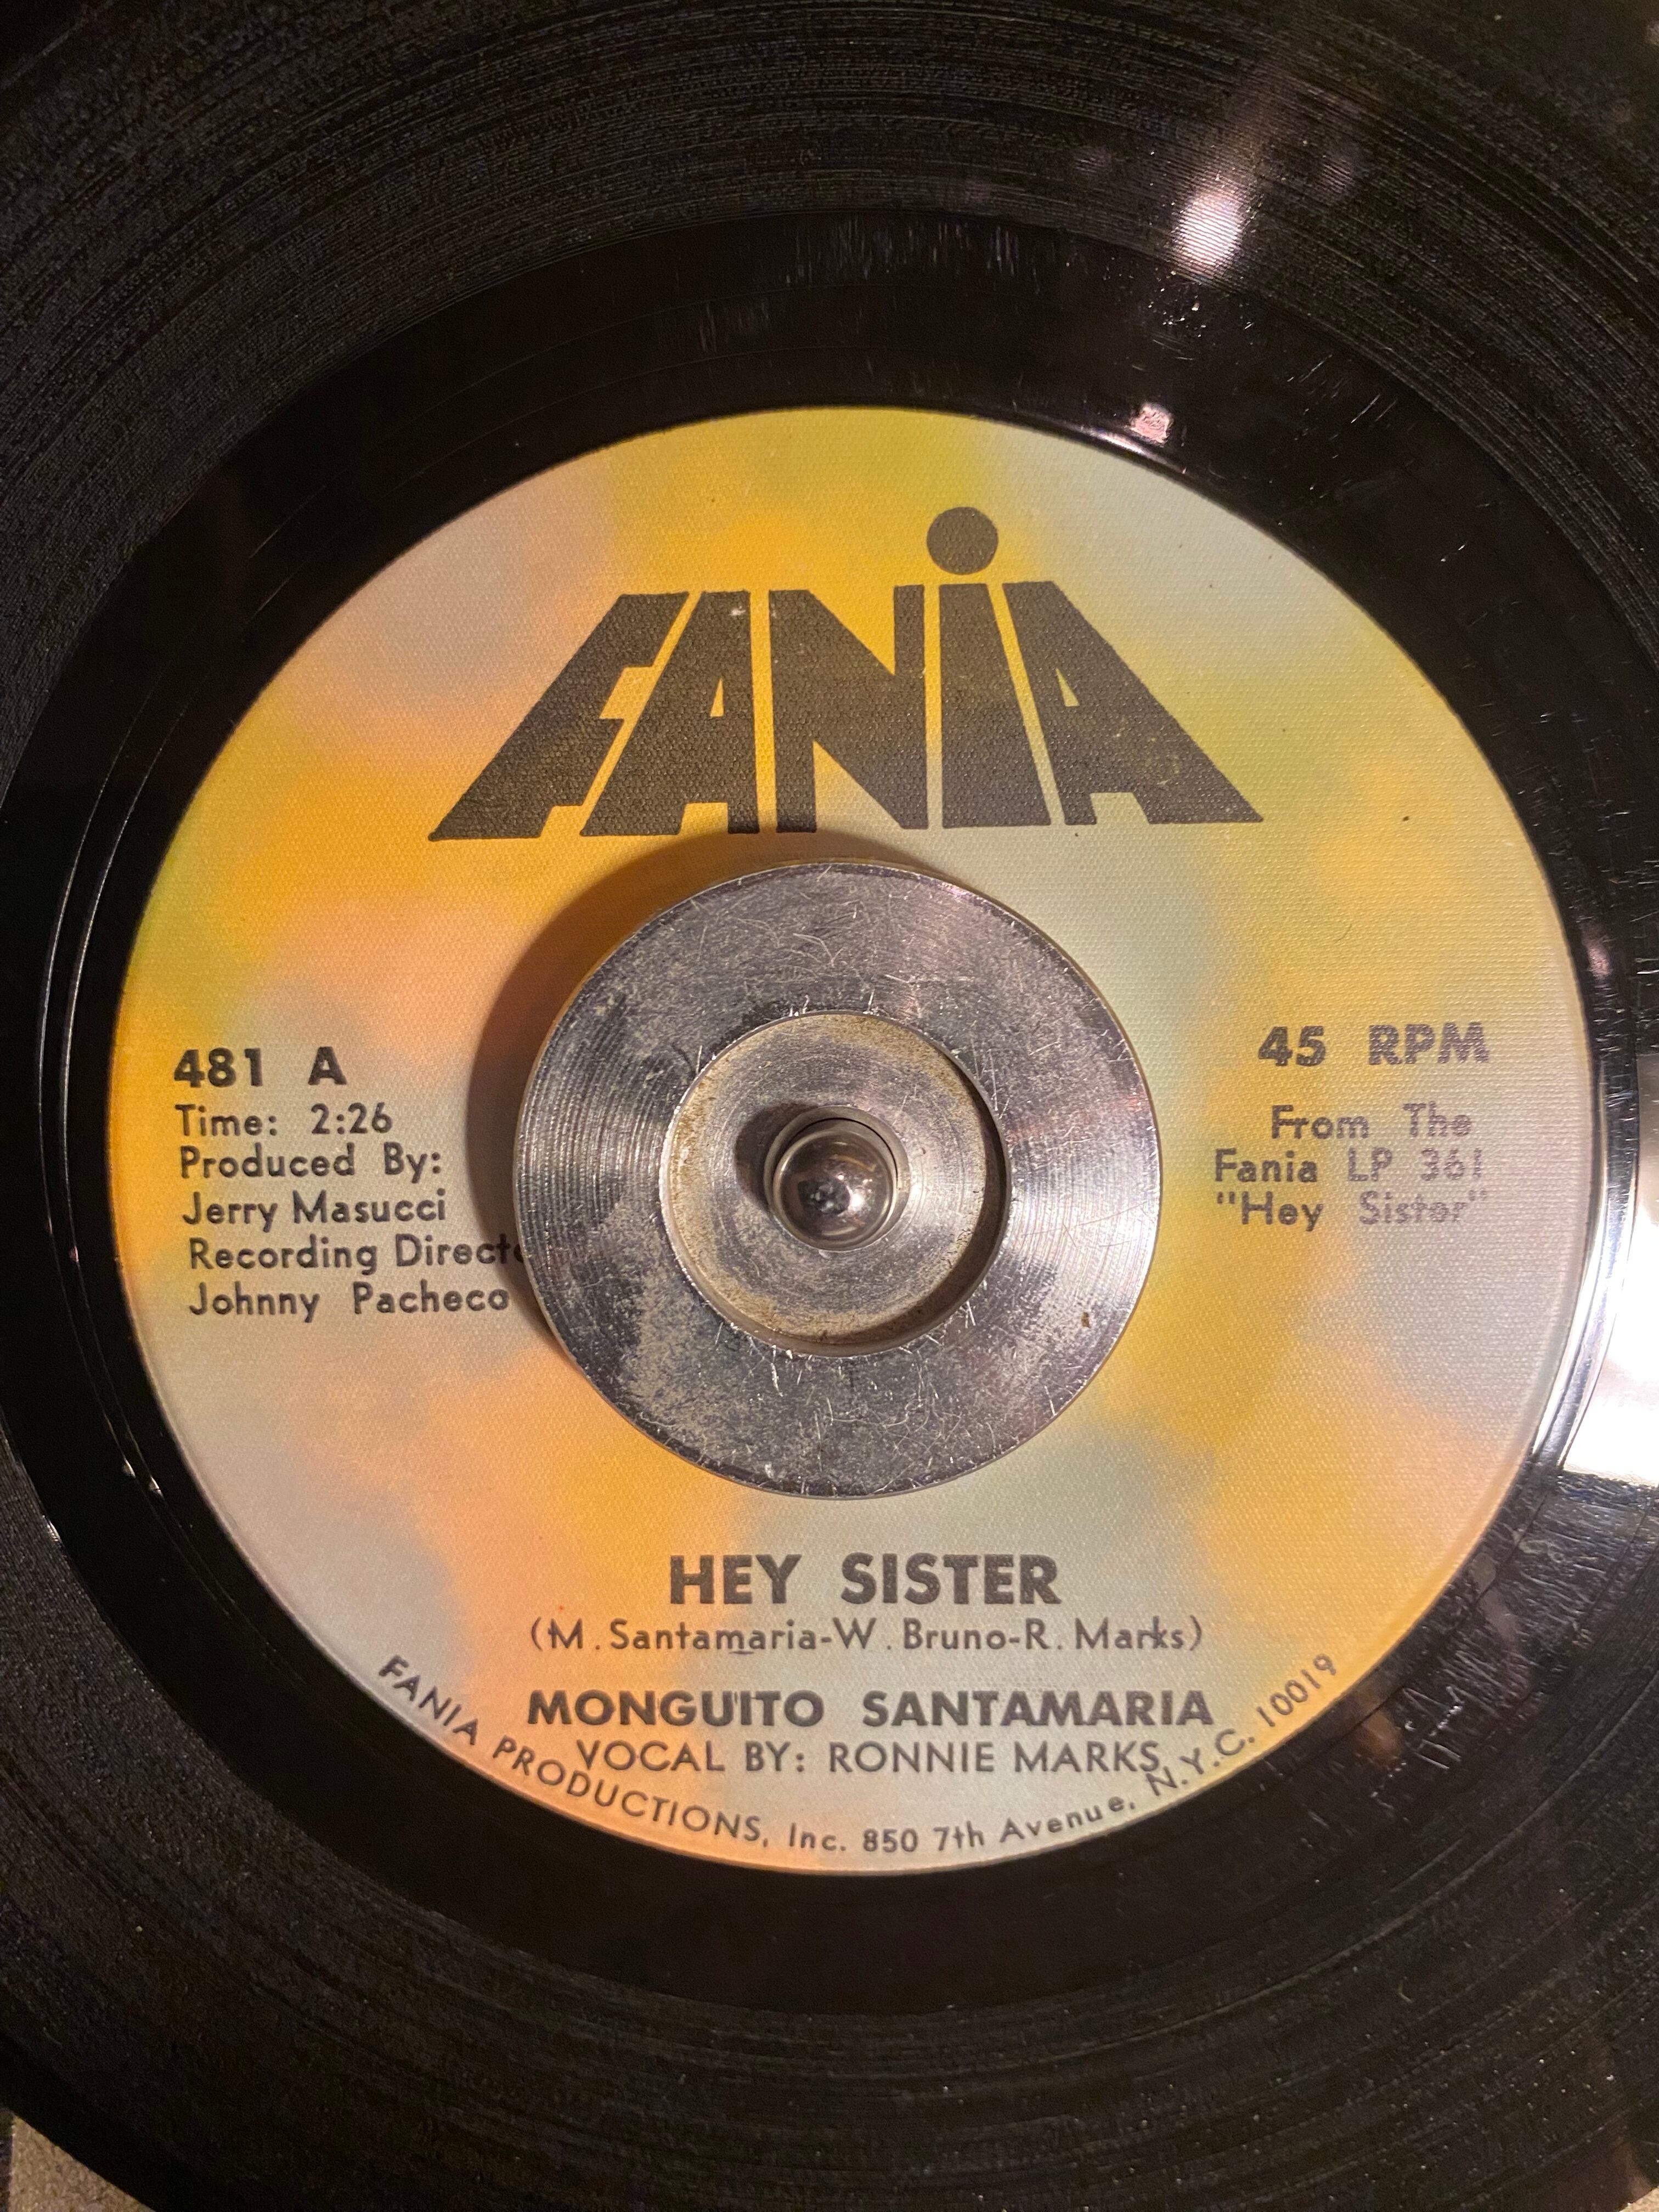 FANiA
481 A
Time: 2:26
Produced By:
Jerry Masucci
Recording
Johnny Pacheco
45 RPM
From The
Fania LP 361
"Hey Sister"
HEY SISTER
(M. Santamaria-W. Bruno-R. Marks)
MONGUITO SANTAMARIA
VOCAL BY: RONNIE MARKS
FANIA PRODUCTIONS, Inc. 850 7th Avenue, N.Y.C. 10019